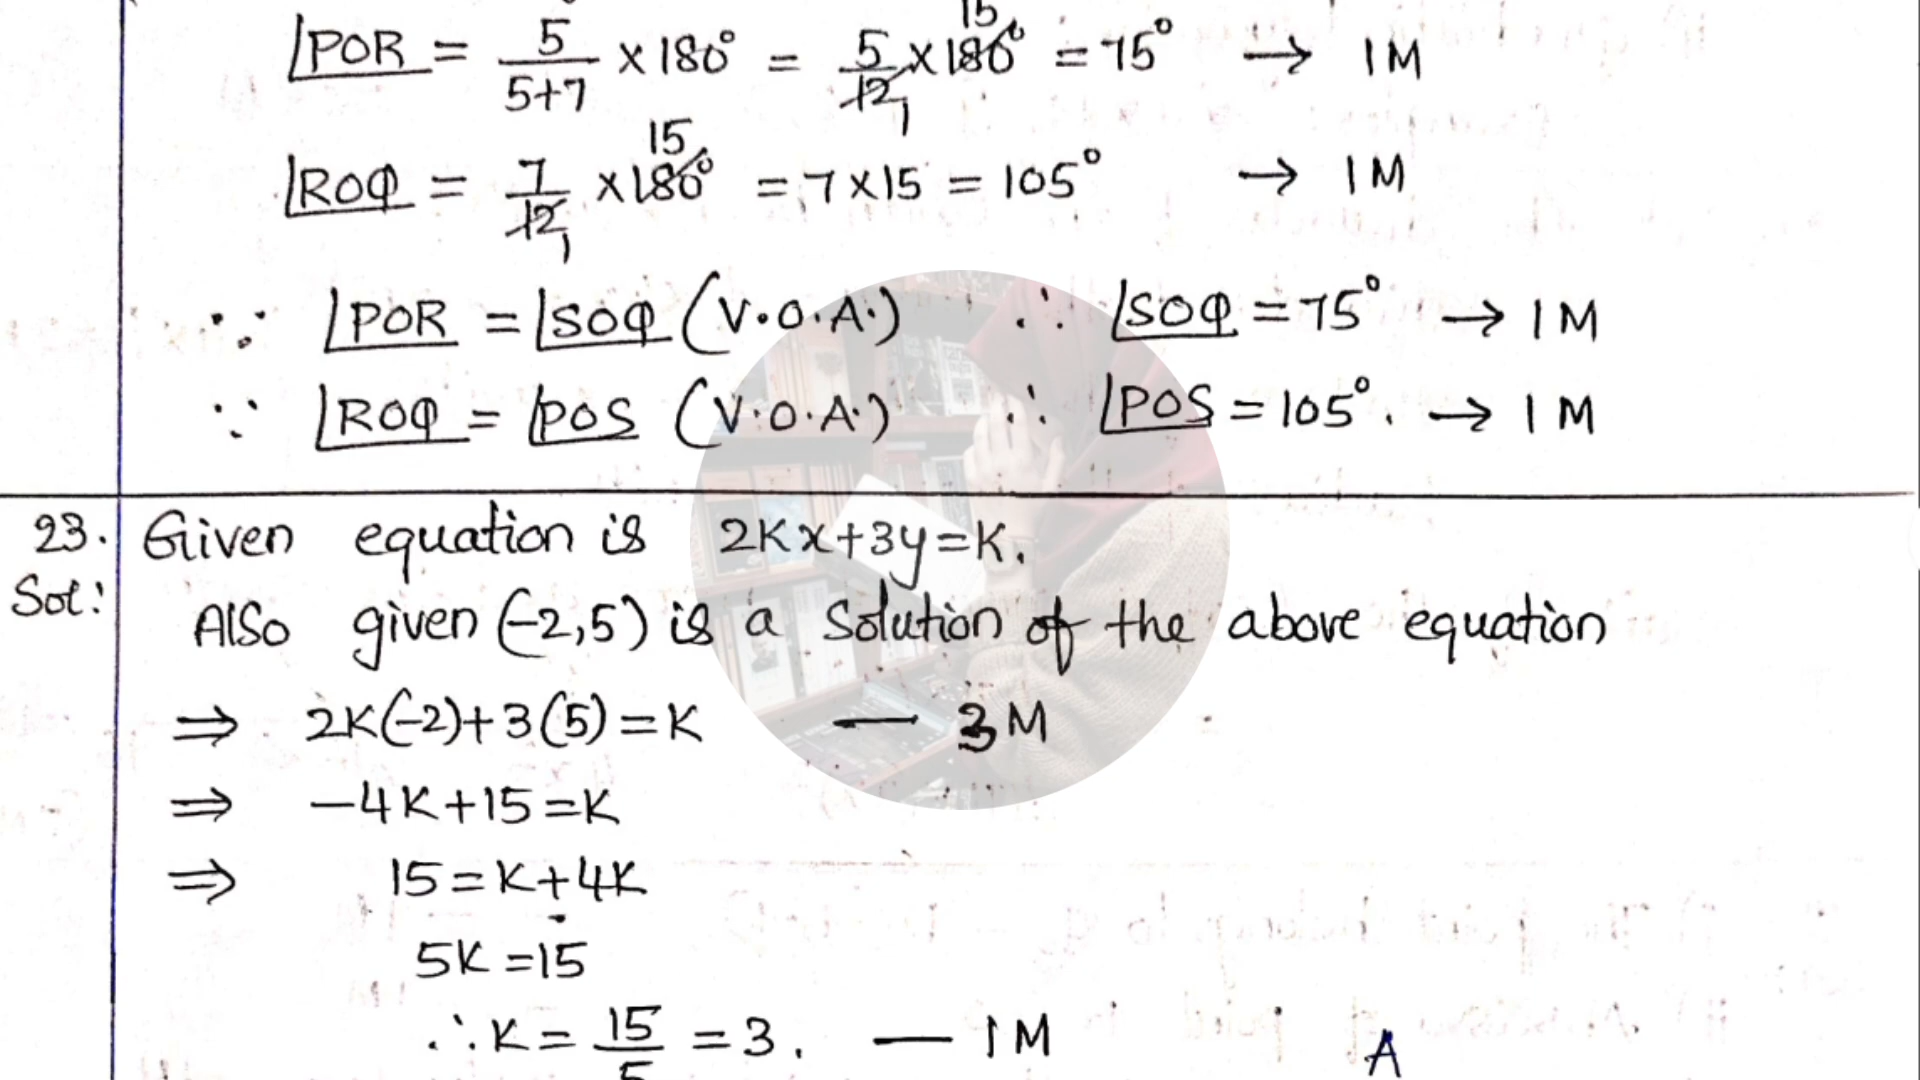 ∠POR = 5/(5+7) × 180° = 5/12 × 180° = 75° → 1M
∠ROQ = 7/12 × 180° = 7 × 15 = 105° → 1M
∵ ∠POR = ∠SOQ (V.O.A.) ∴ ∠SOQ = 75° → 1M
∵ ∠ROQ = ∠POS (V.O.A.) ∴ ∠POS = 105°. → 1M
23. Given equation is 2Kx+3y=K.
Sol: Also given (-2,5) is a solution of the above equation
⇒ 2K(-2)+3(5)=K — 3M
⇒ -4K+15=K
⇒ 15=K+4K
5K=15
∴ K = 15/5 = 3. — 1M A